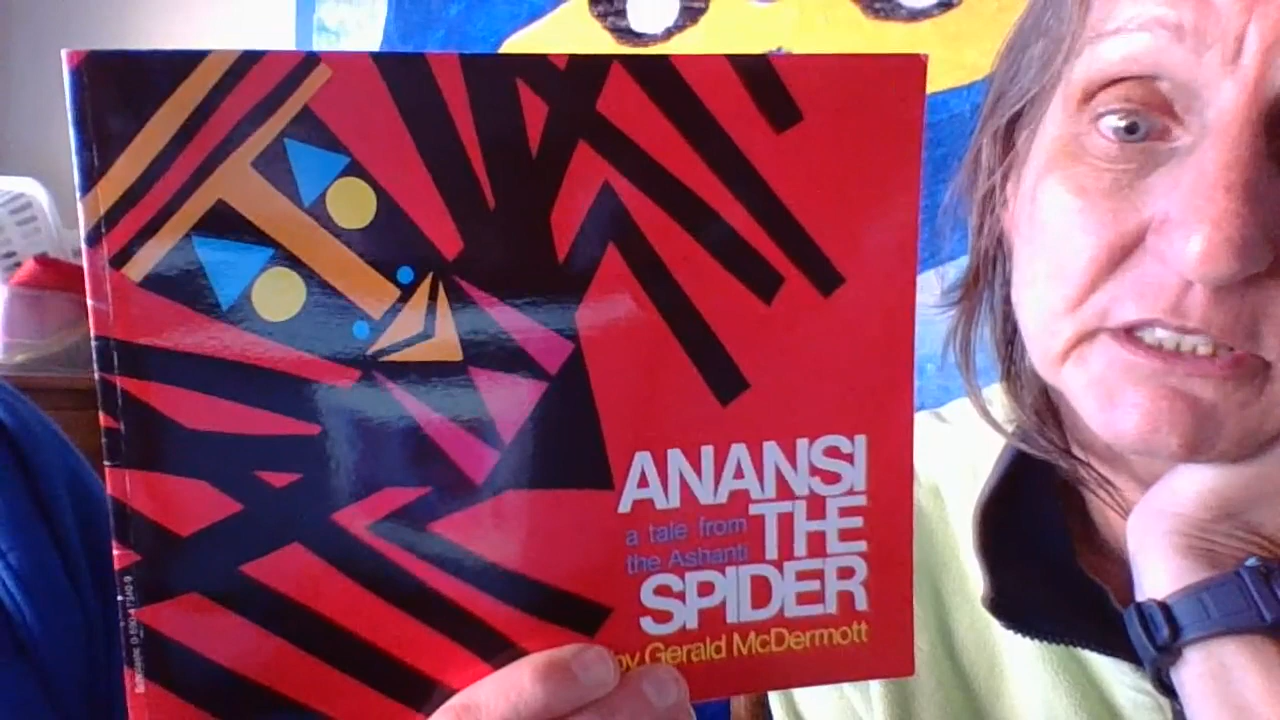 ANANSI
a tale from THE
the Ashanti
SPIDER
by Gerald McDermott